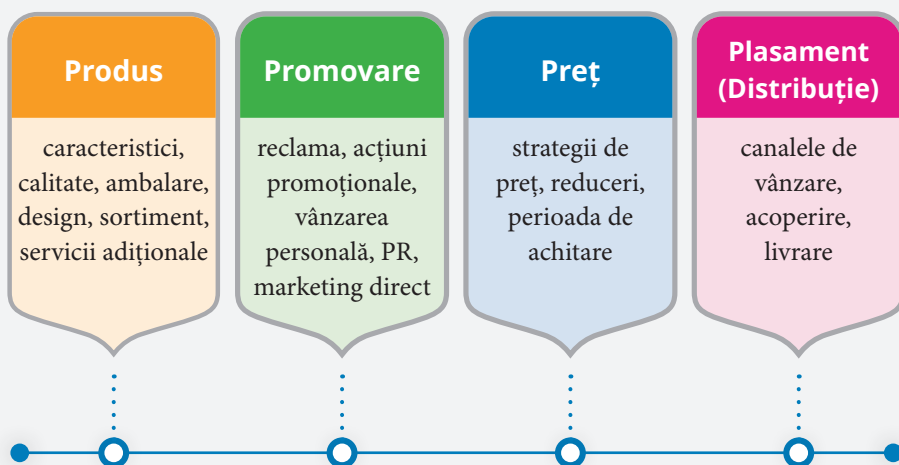 Produs
caracteristici,
calitate, ambalare,
design, sortiment,
servicii adiționale
Promovare
reclama, acțiuni
promoționale,
vânzarea
personală, PR,
marketing direct
Preț
strategii de
preț, reduceri,
perioada de
achitare
Plasament
(Distribuție)
canalele de
vânzare,
acoperire,
livrare